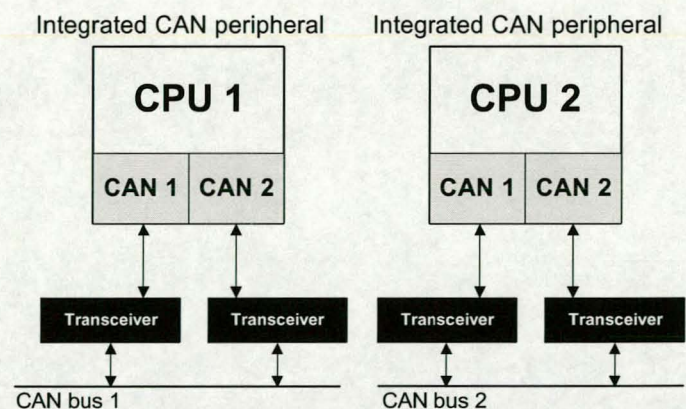 Integrated CAN peripheral
Integrated CAN peripheral
CPU 1
CPU 2
CAN 1
CAN 2
CAN 1
CAN 2
Transceiver
Transceiver
Transceiver
Transceiver
CAN bus 1
CAN bus 2